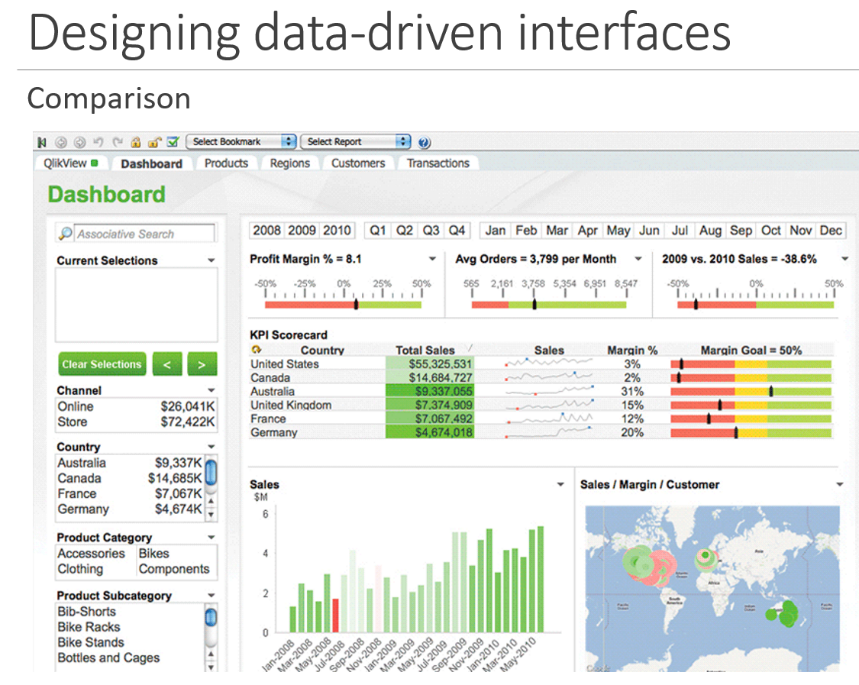 Designing data-driven interfaces
Comparison
Select Bookmark Select Report
QlikView Dashboard Products Regions Customers Transactions
Dashboard
Associative Search
Current Selections
Clear Selections < >
Channel
Online $26,041K
Store $72,422K
Country
Australia $9,337K
Canada $14,685K
France $7,067K
Germany $4,674K
Product Category
Accessories Bikes
Clothing Components
Product Subcategory
Bib-Shorts
Bike Racks
Bike Stands
Bottles and Cages
2008 2009 2010 Q1 Q2 Q3 Q4 Jan Feb Mar Apr May Jun Jul Aug Sep Oct Nov Dec
Profit Margin % = 8.1
-50% -25% 0% 25% 50%
Avg Orders = 3,799 per Month
565 2,161 3,758 5,354 6,951 8,547
2009 vs. 2010 Sales = -38.6%
-50% 0% 50%
KPI Scorecard
Country Total Sales Sales Margin % Margin Goal = 50%
United States $55,325,531 3%
Canada $14,684,727 2%
Australia $9,337,055 31%
United Kingdom $7,374,909 15%
France $7,067,492 12%
Germany $4,674,018 20%
Sales
$M
6
4
2
0
Jan-2008 Mar-2008 May-2008 Jul-2008 Sep-2008 Nov-2008 Jan-2009 Mar-2009 May-2009 Jul-2009 Sep-2009 Nov-2009 Jan-2010 Mar-2010 May-2010
Sales / Margin / Customer
Asia
Africa
South
America